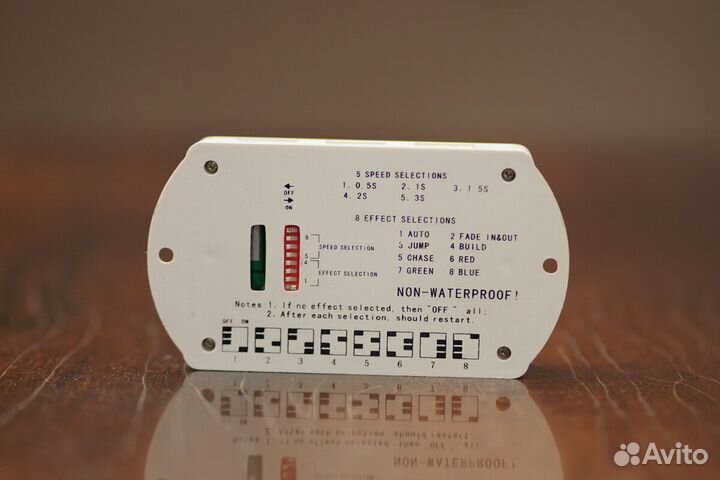 5 SPEED SELECTIONS
1. 0.5S 2. 1S 3. 1.5S
4. 2S 5. 3S
←
OFF
→
ON
8 EFFECT SELECTIONS
1 AUTO 2 FADE IN&OUT
3 JUMP 4 BUILD
5 CHASE 6 RED
7 GREEN 8 BLUE
SPEED SELECTION
5
4
EFFECT SELECTION
1
NON-WATERPROOF!
Notes 1. If no effect selected, then "OFF" all;
2. After each selection, should restart.
OFF ON
1 2 3 4 5 6 7 8
Avito